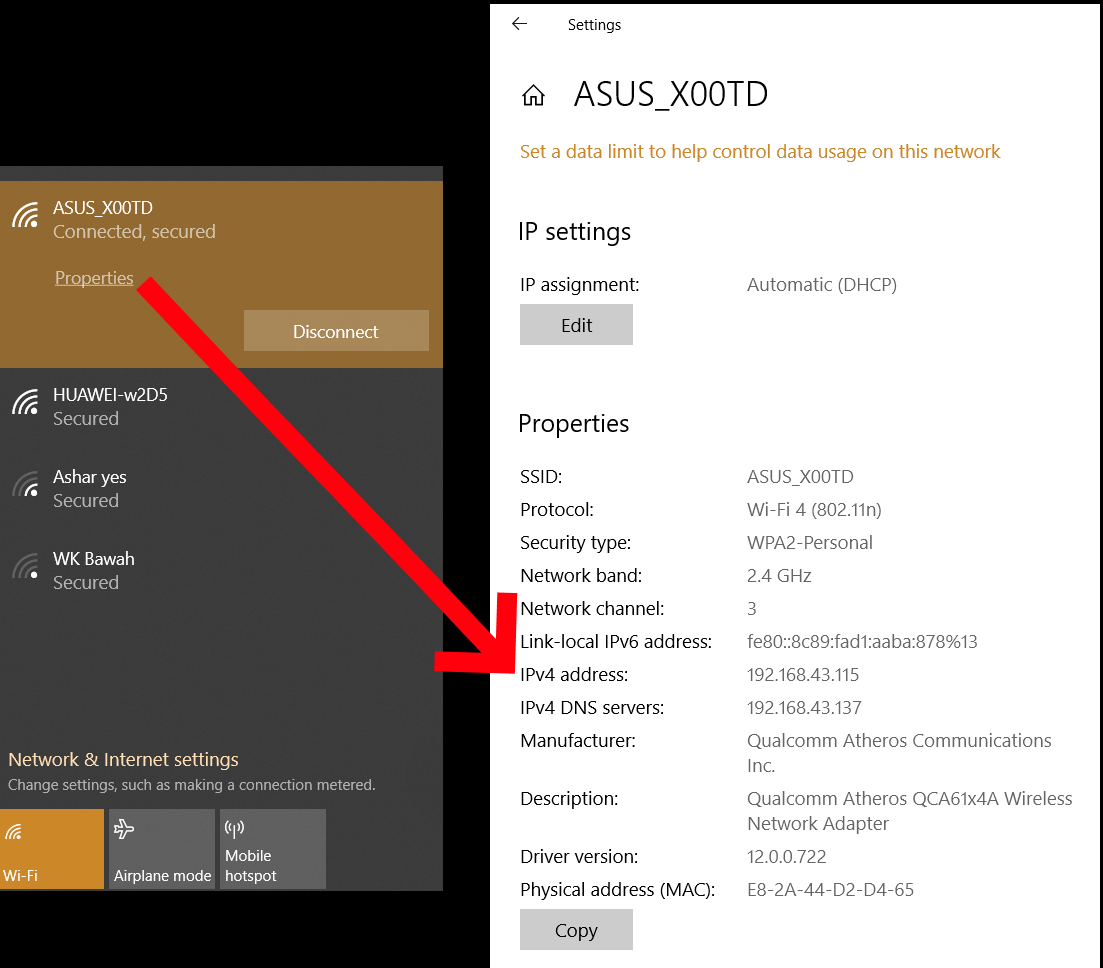 ASUS_X00TD
Connected, secured
Properties
Disconnect
HUAWEI-w2D5
Secured
Ashar yes
Secured
WK Bawah
Secured
Network & Internet settings
Change settings, such as making a connection metered.
Wi-Fi
Airplane mode
Mobile
hotspot
Settings
ASUS_X00TD
Set a data limit to help control data usage on this network
IP settings
IP assignment: Automatic (DHCP)
Edit
Properties
SSID: ASUS_X00TD
Protocol: Wi-Fi 4 (802.11n)
Security type: WPA2-Personal
Network band: 2.4 GHz
Network channel: 3
Link-local IPv6 address: fe80::8c89:fad1:aaba:878%13
IPv4 address: 192.168.43.115
IPv4 DNS servers: 192.168.43.137
Manufacturer: Qualcomm Atheros Communications
Inc.
Description: Qualcomm Atheros QCA61x4A Wireless
Network Adapter
Driver version: 12.0.0.722
Physical address (MAC): E8-2A-44-D2-D4-65
Copy